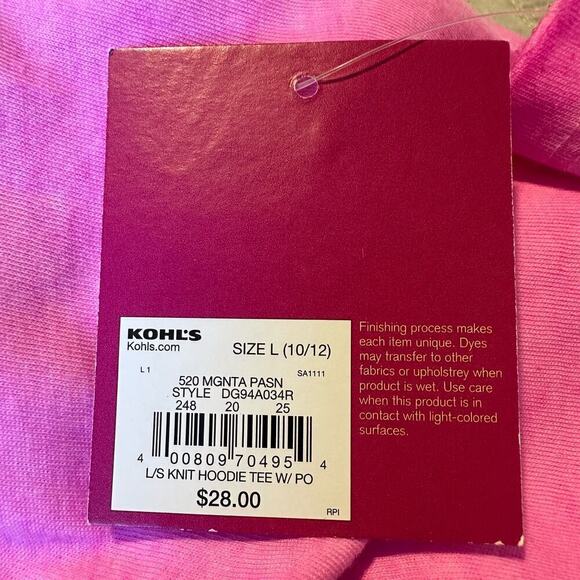 KOHL'S
Kohls.com
SIZE L (10/12)
L 1
SA1111
520 MGNTA PASN
STYLE DG94A034R
248 20 25
4 00809 70495 4
L/S KNIT HOODIE TEE W/ PO
$28.00
RPI
Finishing process makes
each item unique. Dyes
may transfer to other
fabrics or upholstrey when
product is wet. Use care
when this product is in
contact with light-colored
surfaces.